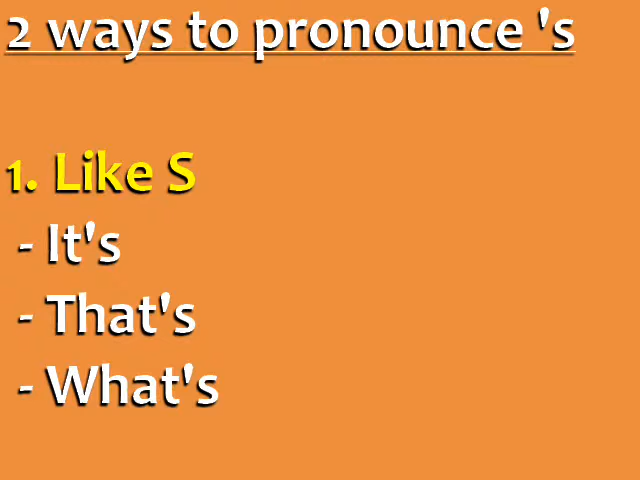 2 ways to pronounce 's
1. Like S
- It's
- That's
- What's